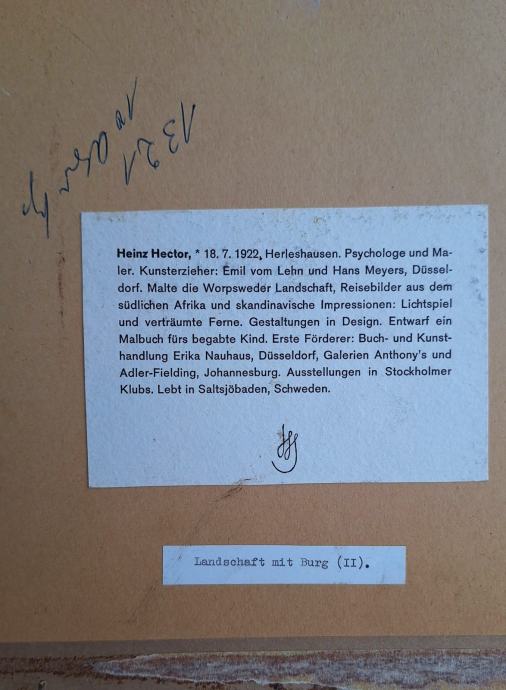 1321
Heinz Hector, * 18. 7. 1922, Herleshausen. Psychologe und Ma-
ler. Kunsterzieher: Emil vom Lehn und Hans Meyers, Düssel-
dorf. Malte die Worpsweder Landschaft, Reisebilder aus dem
südlichen Afrika und skandinavische Impressionen: Lichtspiel
und verträumte Ferne. Gestaltungen in Design. Entwarf ein
Malbuch fürs begabte Kind. Erste Förderer: Buch- und Kunst-
handlung Erika Nauhaus, Düsseldorf, Galerien Anthony's und
Adler-Fielding, Johannesburg. Ausstellungen in Stockholmer
Klubs. Lebt in Saltsjöbaden, Schweden.
Landschaft mit Burg (II).